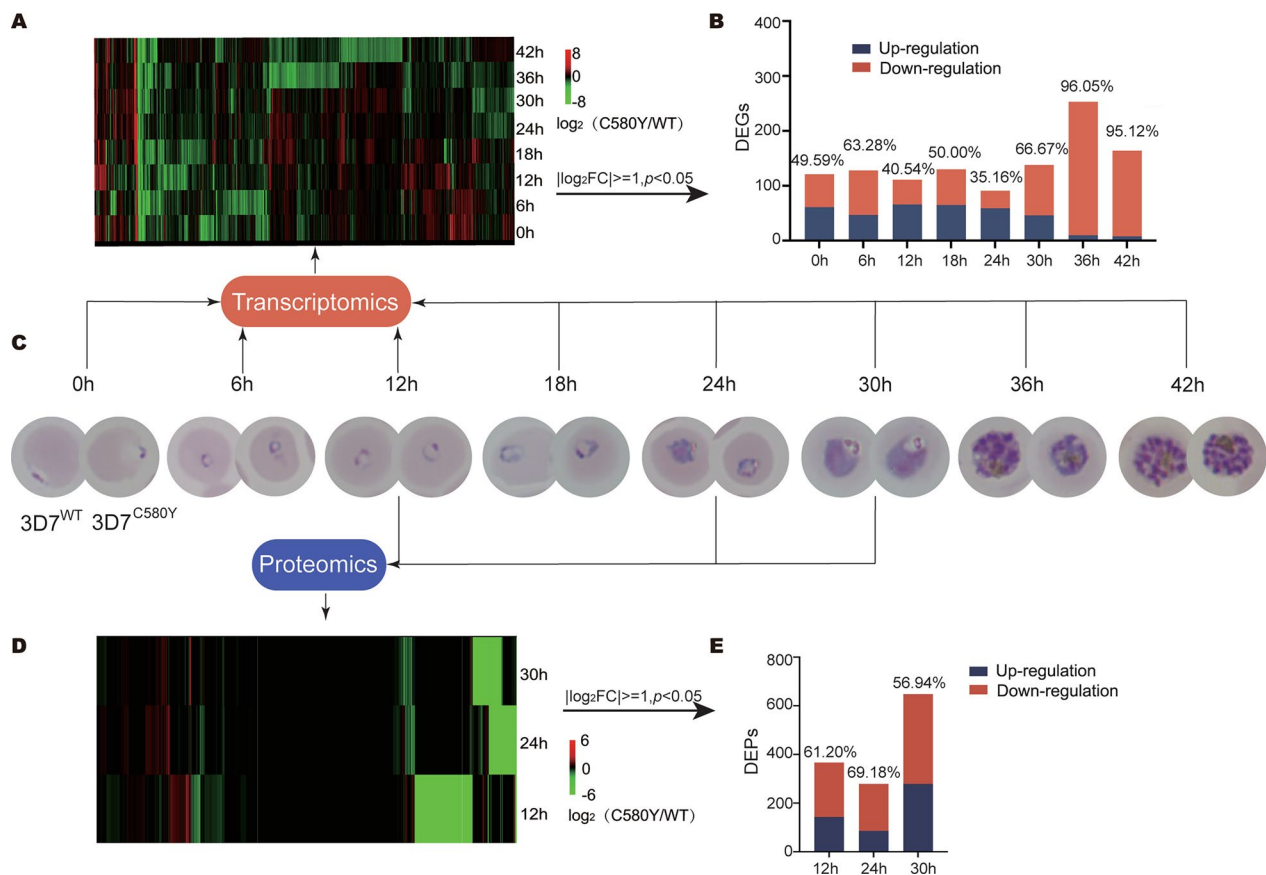 A
42h
36h
30h
24h
18h
12h
6h
0h
8
0
-8
log₂（C580Y/WT）
|log₂FC|>=1,p<0.05
B
400
300
200
100
0
DEGs
Up-regulation
Down-regulation
49.59%
63.28%
40.54%
50.00%
35.16%
66.67%
96.05%
95.12%
0h 6h 12h 18h 24h 30h 36h 42h
Transcriptomics
C
0h 6h 12h 18h 24h 30h 36h 42h
3D7ᵂᵀ 3D7ᶜ⁵⁸⁰ʸ
Proteomics
D
30h
24h
12h
|log₂FC|>=1,p<0.05
6
0
-6
log₂（C580Y/WT）
E
800
600
400
200
0
DEPs
61.20%
69.18%
56.94%
12h 24h 30h
Up-regulation
Down-regulation